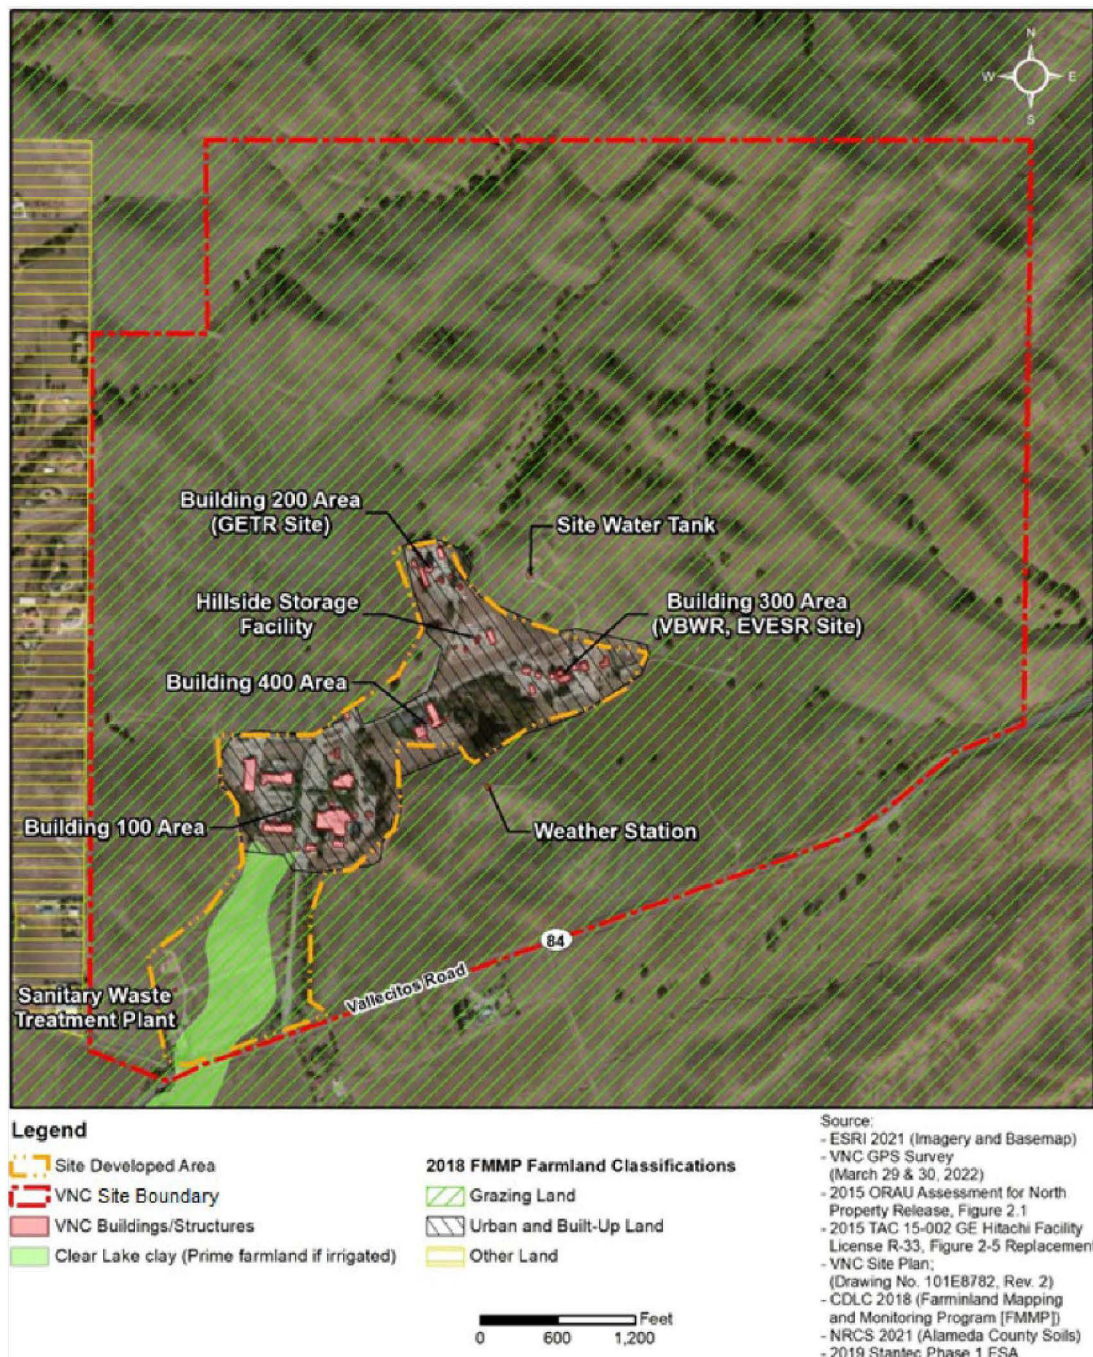 N
W E
S
Building 200 Area
(GETR Site)
Site Water Tank
Hillside Storage
Facility
Building 300 Area
(VBWR, EVESR Site)
Building 400 Area
Building 100 Area
Weather Station
84
Vallecitos Road
Sanitary Waste
Treatment Plant
Legend
Site Developed Area
VNC Site Boundary
VNC Buildings/Structures
Clear Lake clay (Prime farmland if irrigated)
2018 FMMP Farmland Classifications
Grazing Land
Urban and Built-Up Land
Other Land
Feet
0 600 1,200
Source:
- ESRI 2021 (Imagery and Basemap)
- VNC GPS Survey
(March 29 & 30, 2022)
- 2015 ORAU Assessment for North
Property Release, Figure 2.1
- 2015 TAC 15-002 GE Hitachi Facility
License R-33, Figure 2-5 Replacement
- VNC Site Plan;
(Drawing No. 101E8782, Rev. 2)
- CDLC 2018 (Farminland Mapping
and Monitoring Program [FMMP])
- NRCS 2021 (Alameda County Soils)
- 2019 Stantec Phase 1 ESA